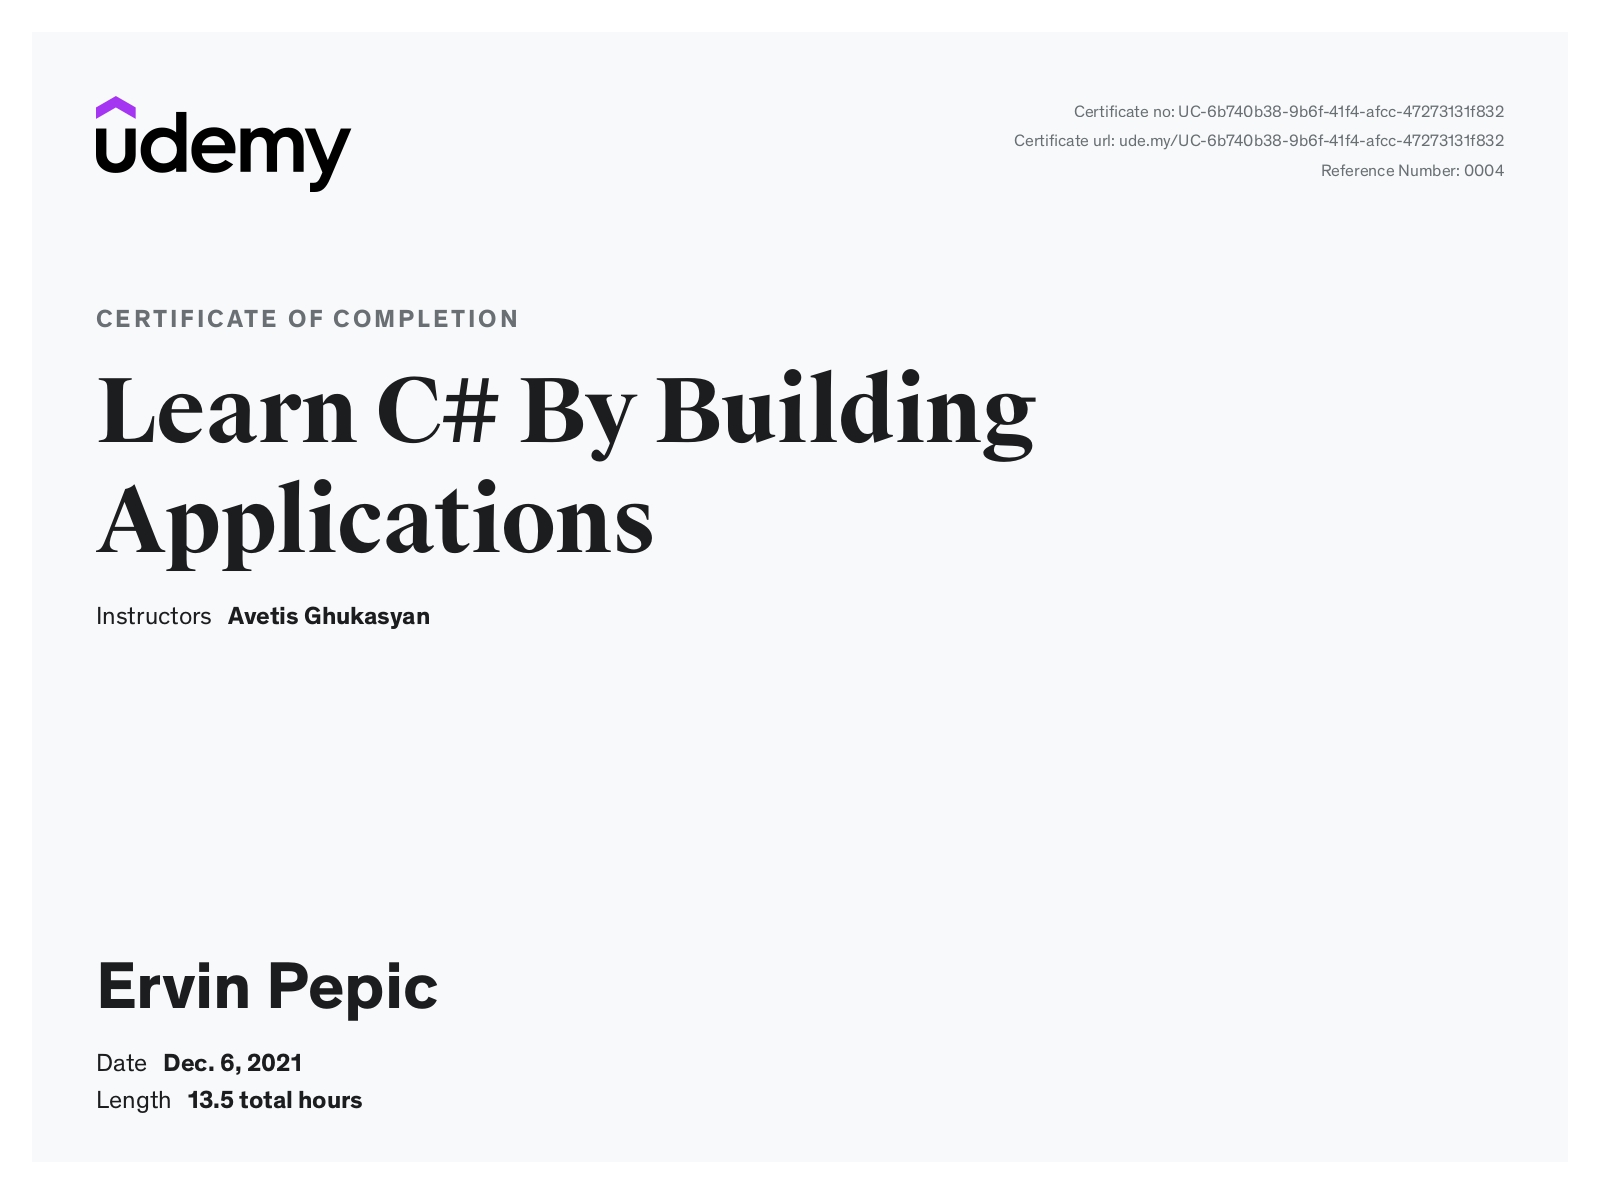 udemy
Certificate no: UC-6b740b38-9b6f-41f4-afcc-47273131f832
Certificate url: ude.my/UC-6b740b38-9b6f-41f4-afcc-47273131f832
Reference Number: 0004
CERTIFICATE OF COMPLETION
Learn C# By Building
Applications
Instructors Avetis Ghukasyan
Ervin Pepic
Date Dec. 6, 2021
Length 13.5 total hours